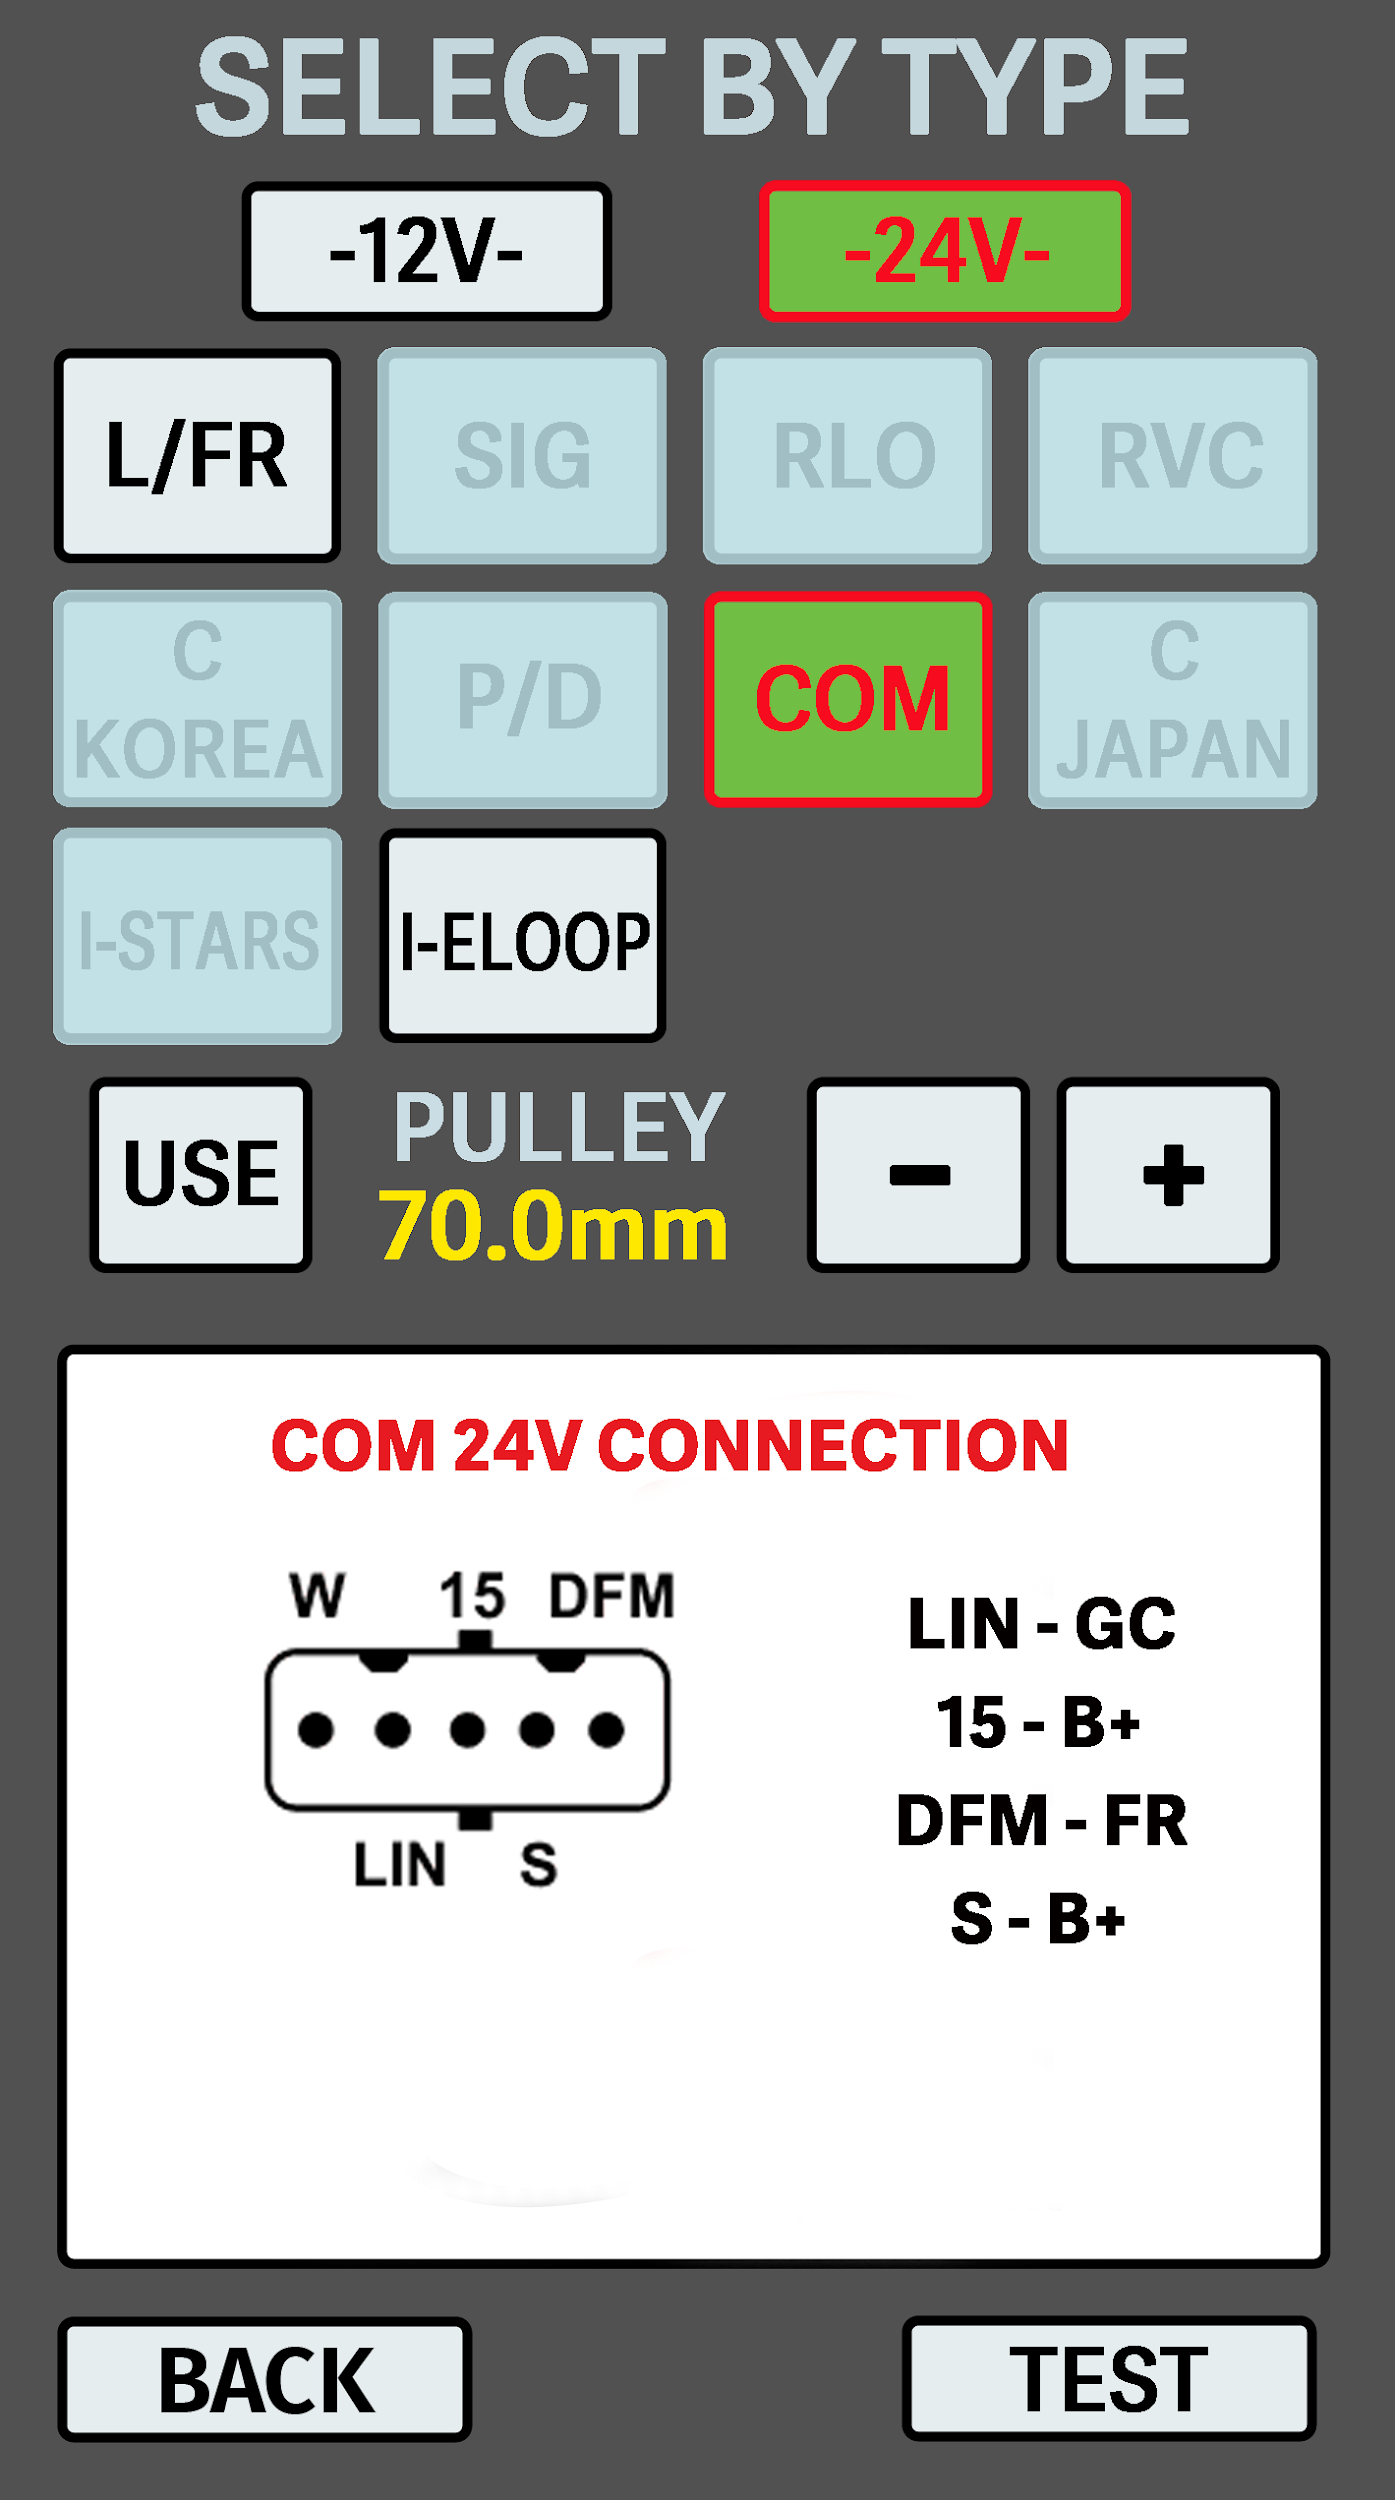 SELECT BY TYPE
-12V- -24V-
L/FR SIG RLO RVC
C KOREA P/D COM C JAPAN
I-STARS I-ELOOP
USE PULLEY - +
70.0mm
COM 24V CONNECTION
W 15 DFM
LIN S
LIN - GC
15 - B+
DFM - FR
S - B+
BACK TEST